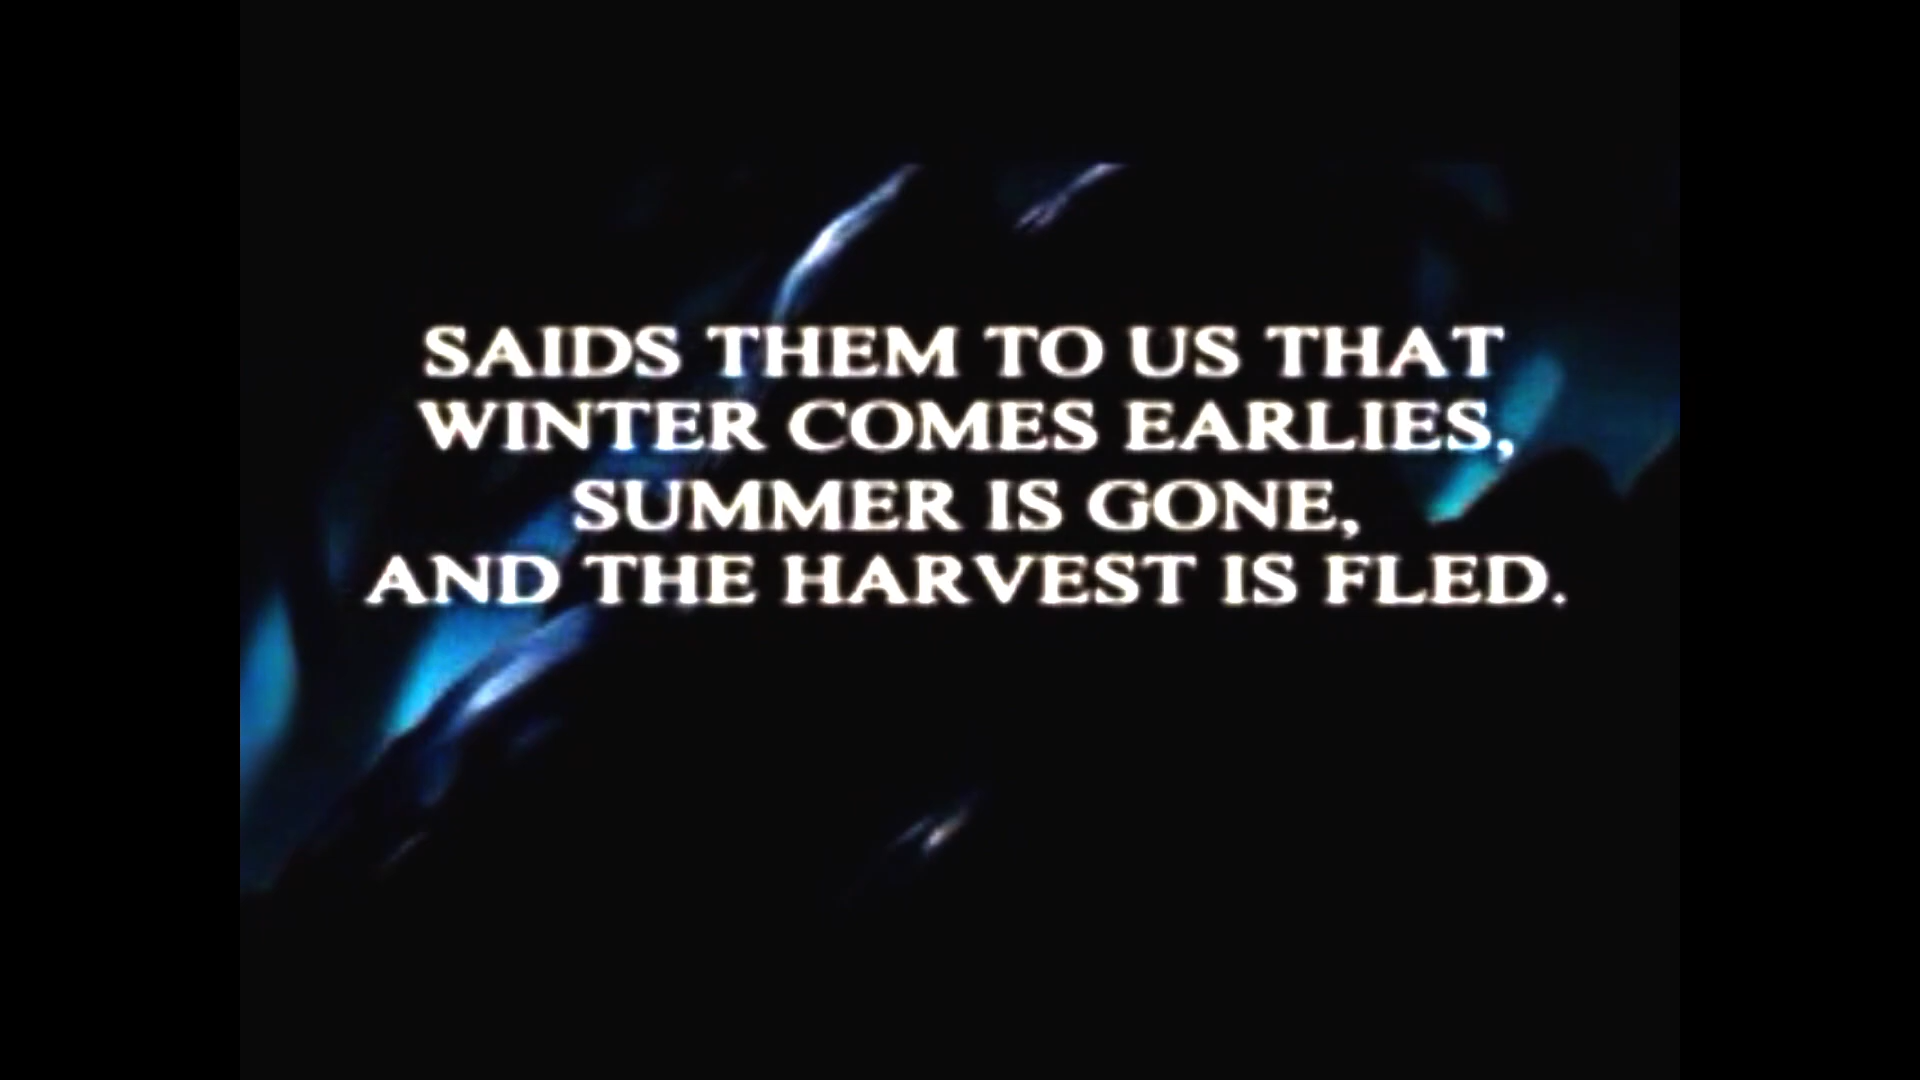 SAIDS THEM TO US THAT
WINTER COMES EARLIES,
SUMMER IS GONE,
AND THE HARVEST IS FLED.